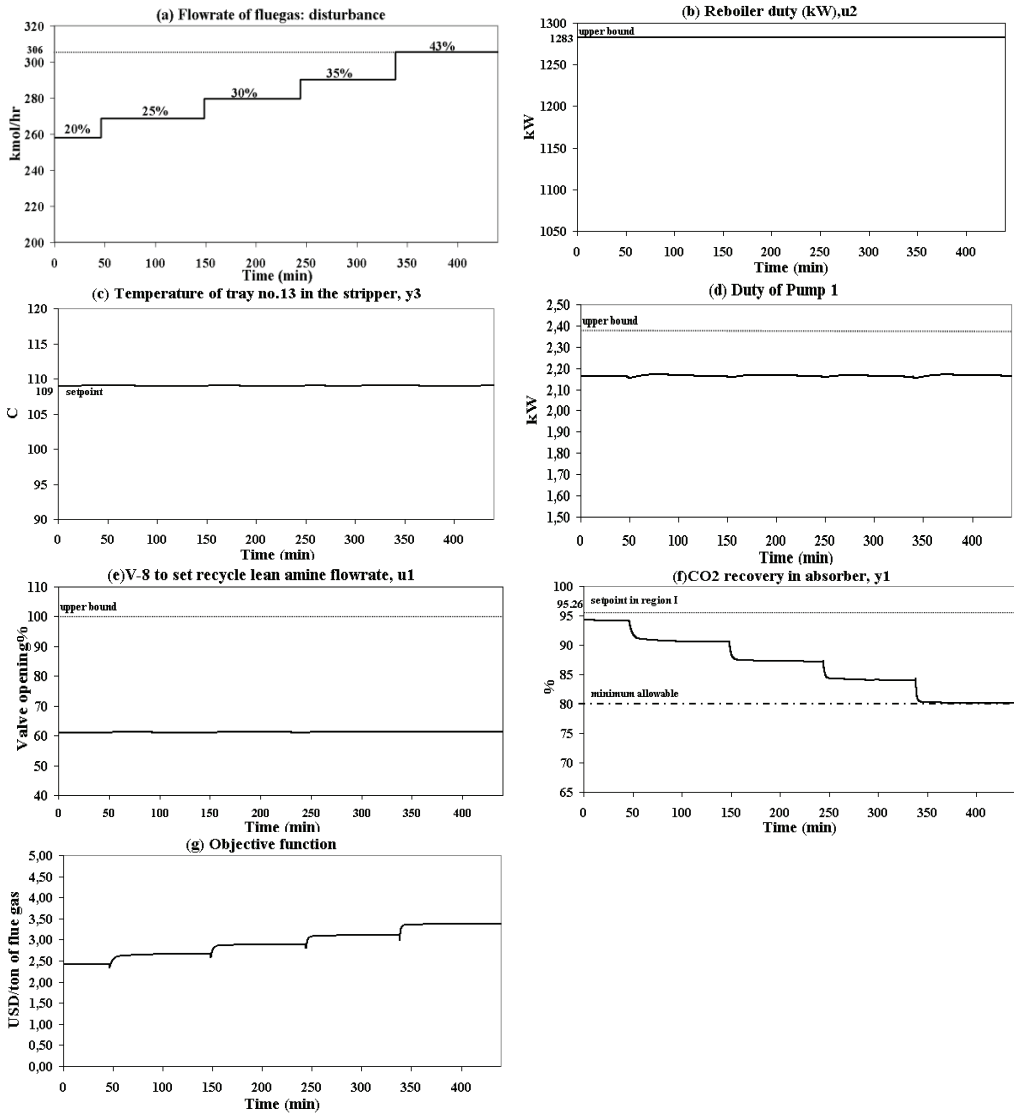 (a) Flowrate of fluegas: disturbance
320
306
300
280
260
240
220
200
kmol/hr
20%
25%
30%
35%
43%
0 50 100 150 200 250 300 350 400
Time (min)
(b) Reboiler duty (kW),u2
1300
1283
1250
1200
1150
1100
1050
kW
upper bound
0 50 100 150 200 250 300 350 400
Time (min)
(c) Temperature of tray no.13 in the stripper, y3
120
115
110
109
105
100
95
90
C
setpoint
0 50 100 150 200 250 300 350 400
Time (min)
(d) Duty of Pump 1
2,50
2,40
2,30
2,20
2,10
2,00
1,90
1,80
1,70
1,60
1,50
kW
upper bound
0 50 100 150 200 250 300 350 400
Time (min)
(e)V-8 to set recycle lean amine flowrate, u1
110
100
90
80
70
60
50
40
Valve opening%
upper bound
0 50 100 150 200 250 300 350 400
Time (min)
(f)CO2 recovery in absorber, y1
100
95.26
95
90
85
80
75
70
65
%
setpoint in region I
minimum allowable
0 50 100 150 200 250 300 350 400
Time (min)
(g) Objective function
5,00
4,50
4,00
3,50
3,00
2,50
2,00
1,50
1,00
0,50
0,00
USD/ton of flue gas
0 50 100 150 200 250 300 350 400
Time (min)